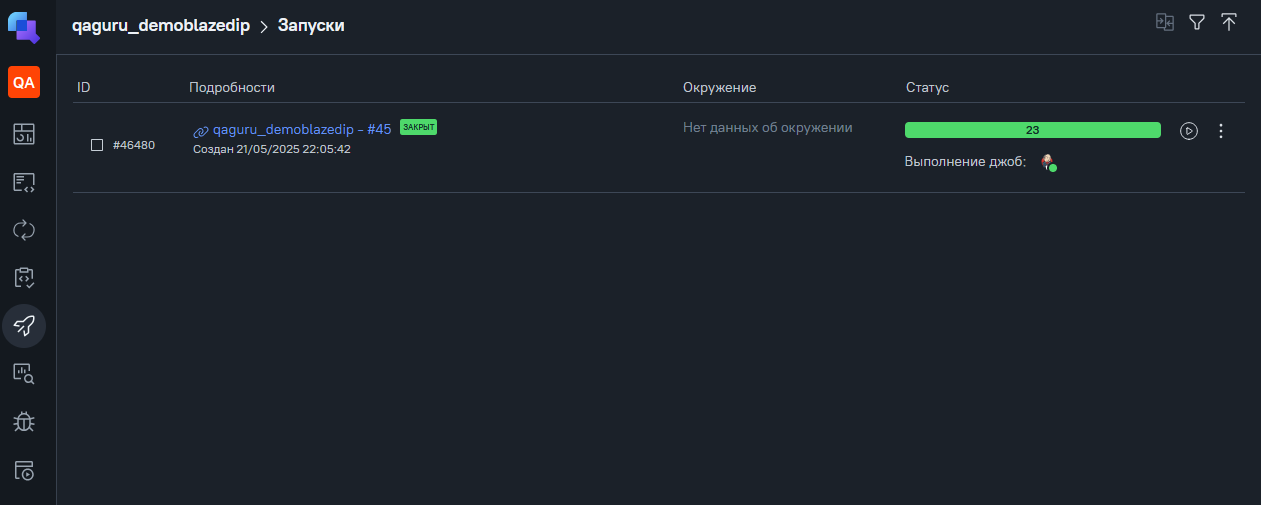 qaguru_demoblazedip > Запуски
QA
ID Подробности Окружение Статус
#46480 qaguru_demoblazedip - #45 ЗАКРЫТ Нет данных об окружении 23
Создан 21/05/2025 22:05:42
Выполнение джоб: